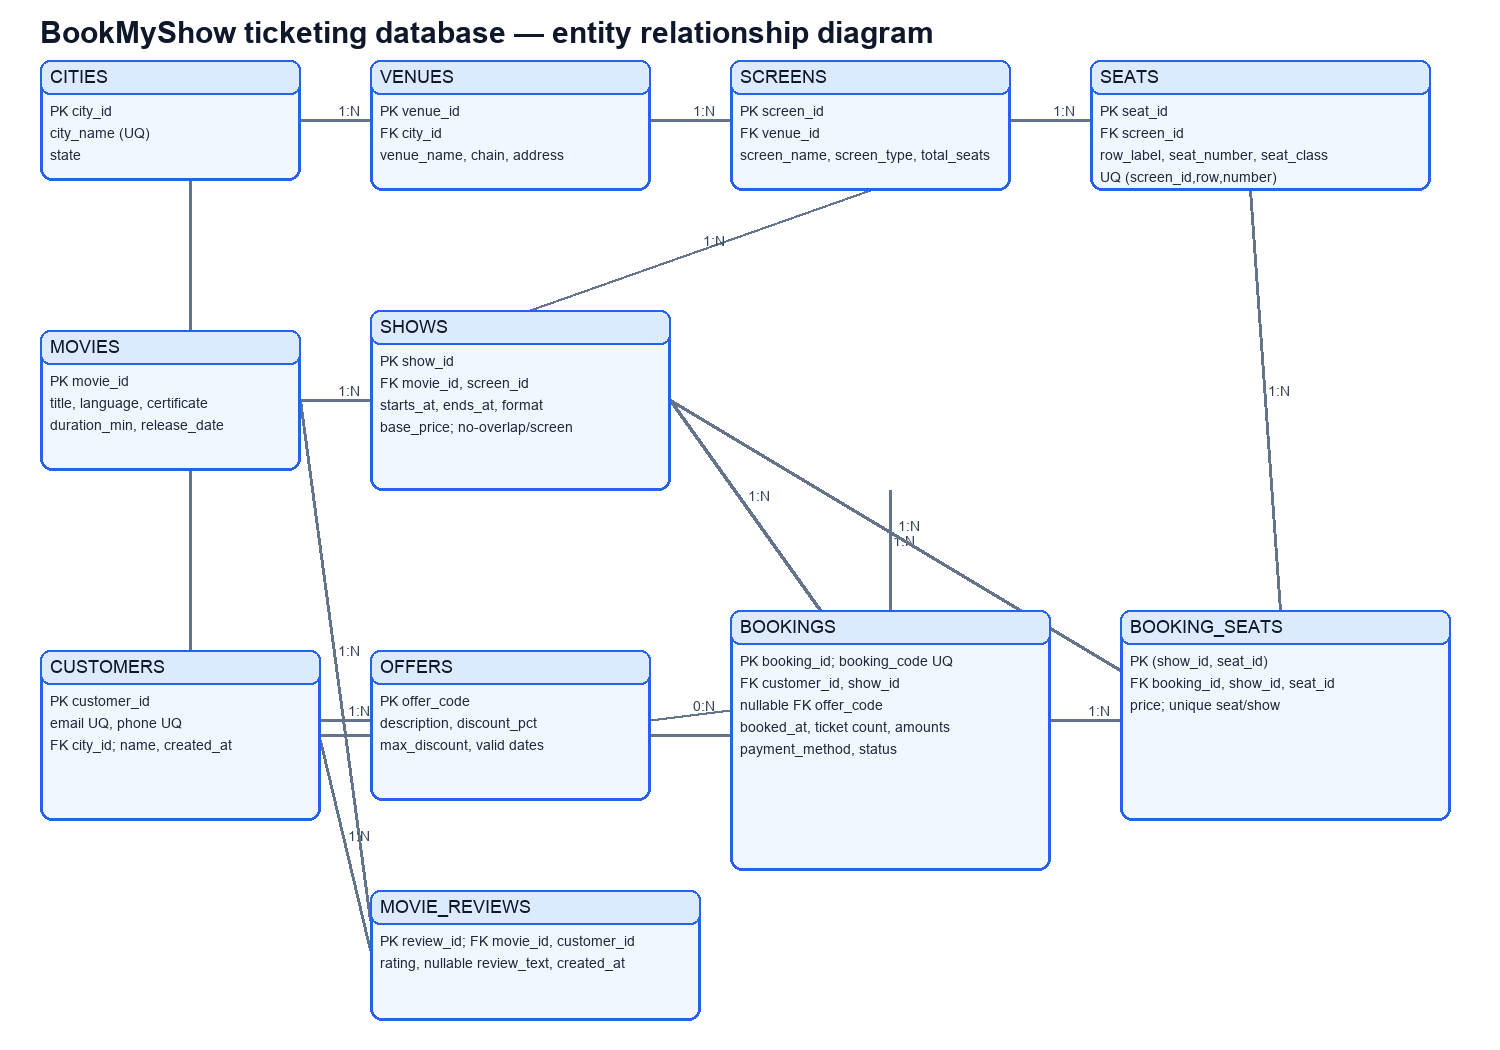 BookMyShow ticketing database — entity relationship diagram
CITIES
PK city_id
city_name (UQ)
state
1:N
VENUES
PK venue_id
FK city_id
venue_name, chain, address
1:N
SCREENS
PK screen_id
FK venue_id
screen_name, screen_type, total_seats
1:N
SEATS
PK seat_id
FK screen_id
row_label, seat_number, seat_class
UQ (screen_id,row,number)
1:N
MOVIES
PK movie_id
title, language, certificate
duration_min, release_date
1:N
SHOWS
PK show_id
FK movie_id, screen_id
starts_at, ends_at, format
base_price; no-overlap/screen
1:N
1:N
1:N
1:N
CUSTOMERS
PK customer_id
email UQ, phone UQ
FK city_id; name, created_at
1:N
1:N
OFFERS
PK offer_code
description, discount_pct
max_discount, valid dates
0:N
BOOKINGS
PK booking_id; booking_code UQ
FK customer_id, show_id
nullable FK offer_code
booked_at, ticket count, amounts
payment_method, status
1:N
BOOKING_SEATS
PK (show_id, seat_id)
FK booking_id, show_id, seat_id
price; unique seat/show
1:N
MOVIE_REVIEWS
PK review_id; FK movie_id, customer_id
rating, nullable review_text, created_at